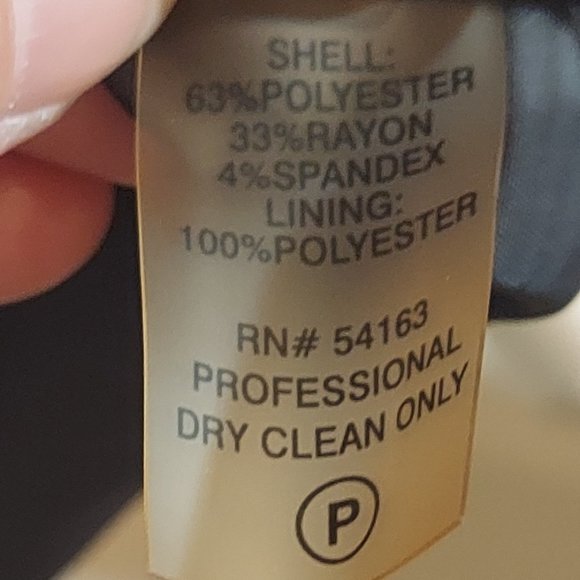 SHELL:
63%POLYESTER
33%RAYON
4%SPANDEX
LINING:
100%POLYESTER
RN# 54163
PROFESSIONAL
DRY CLEAN ONLY
P